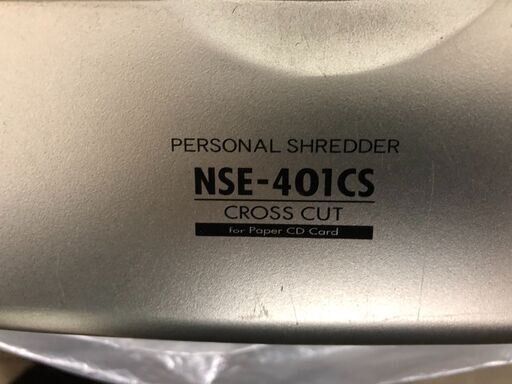 PERSONAL SHREDDER
NSE-401CS
CROSS CUT
for Paper CD Card